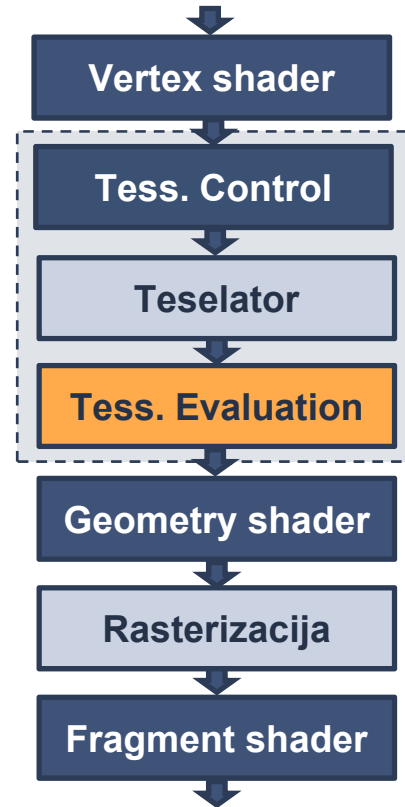 Vertex shader
Tess. Control
Teselator
Tess. Evaluation
Geometry shader
Rasterizacija
Fragment shader